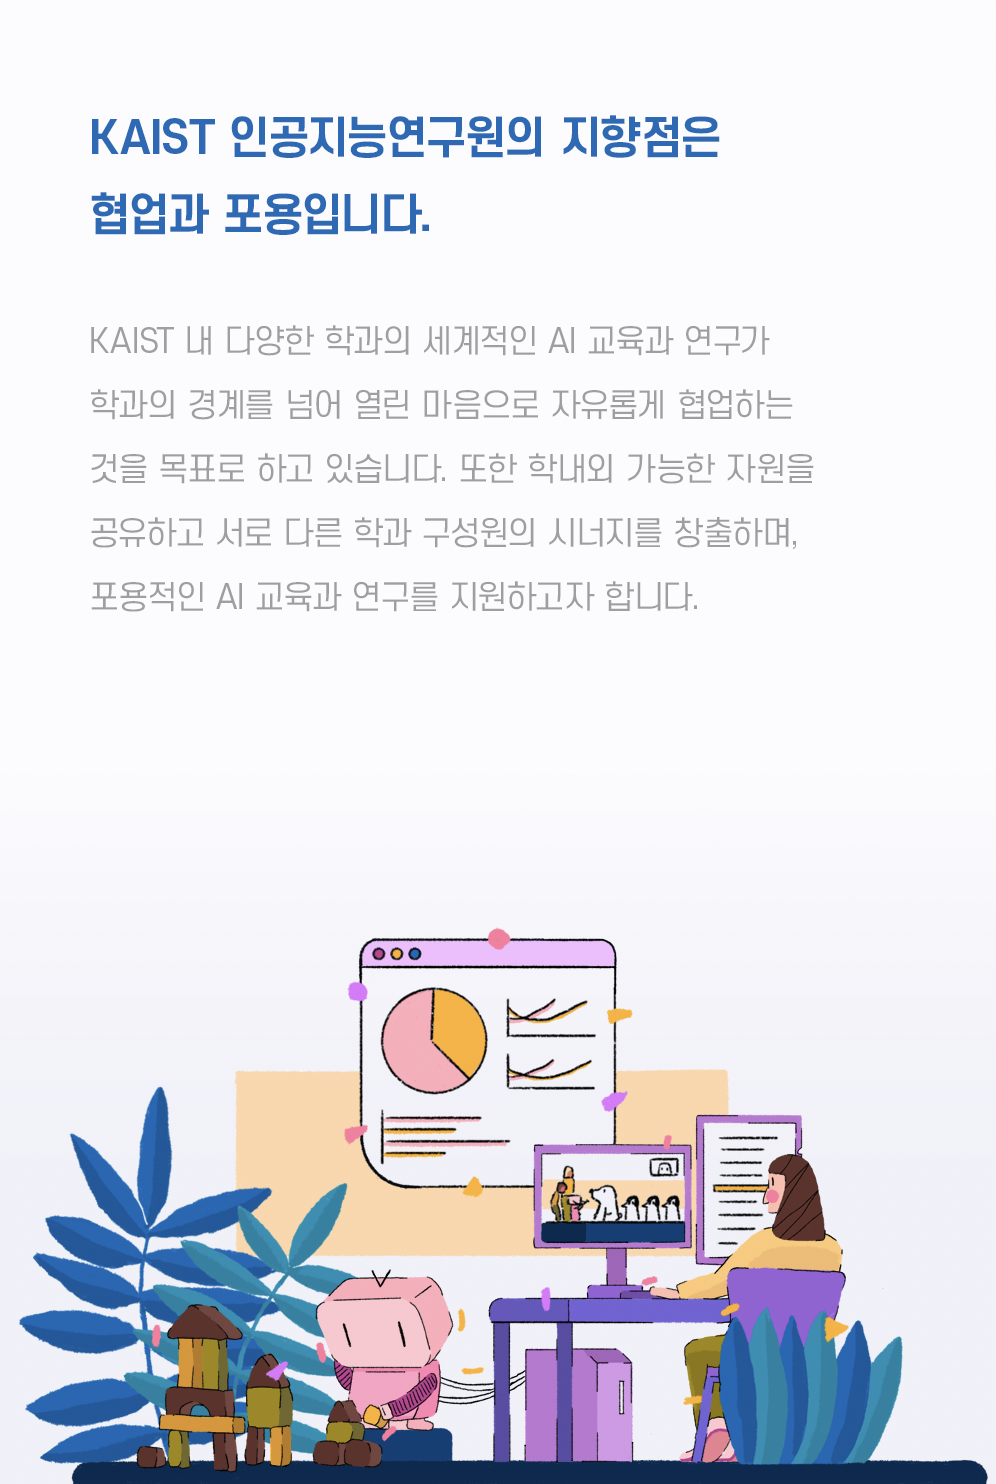 KAIST 인공지능연구원의 지향점은
협업과 포용입니다.
KAIST 내 다양한 학과의 세계적인 AI 교육과 연구가
학과의 경계를 넘어 열린 마음으로 자유롭게 협업하는
것을 목표로 하고 있습니다. 또한 학내외 가능한 자원을
공유하고 서로 다른 학과 구성원의 시너지를 창출하며,
포용적인 AI 교육과 연구를 지원하고자 합니다.